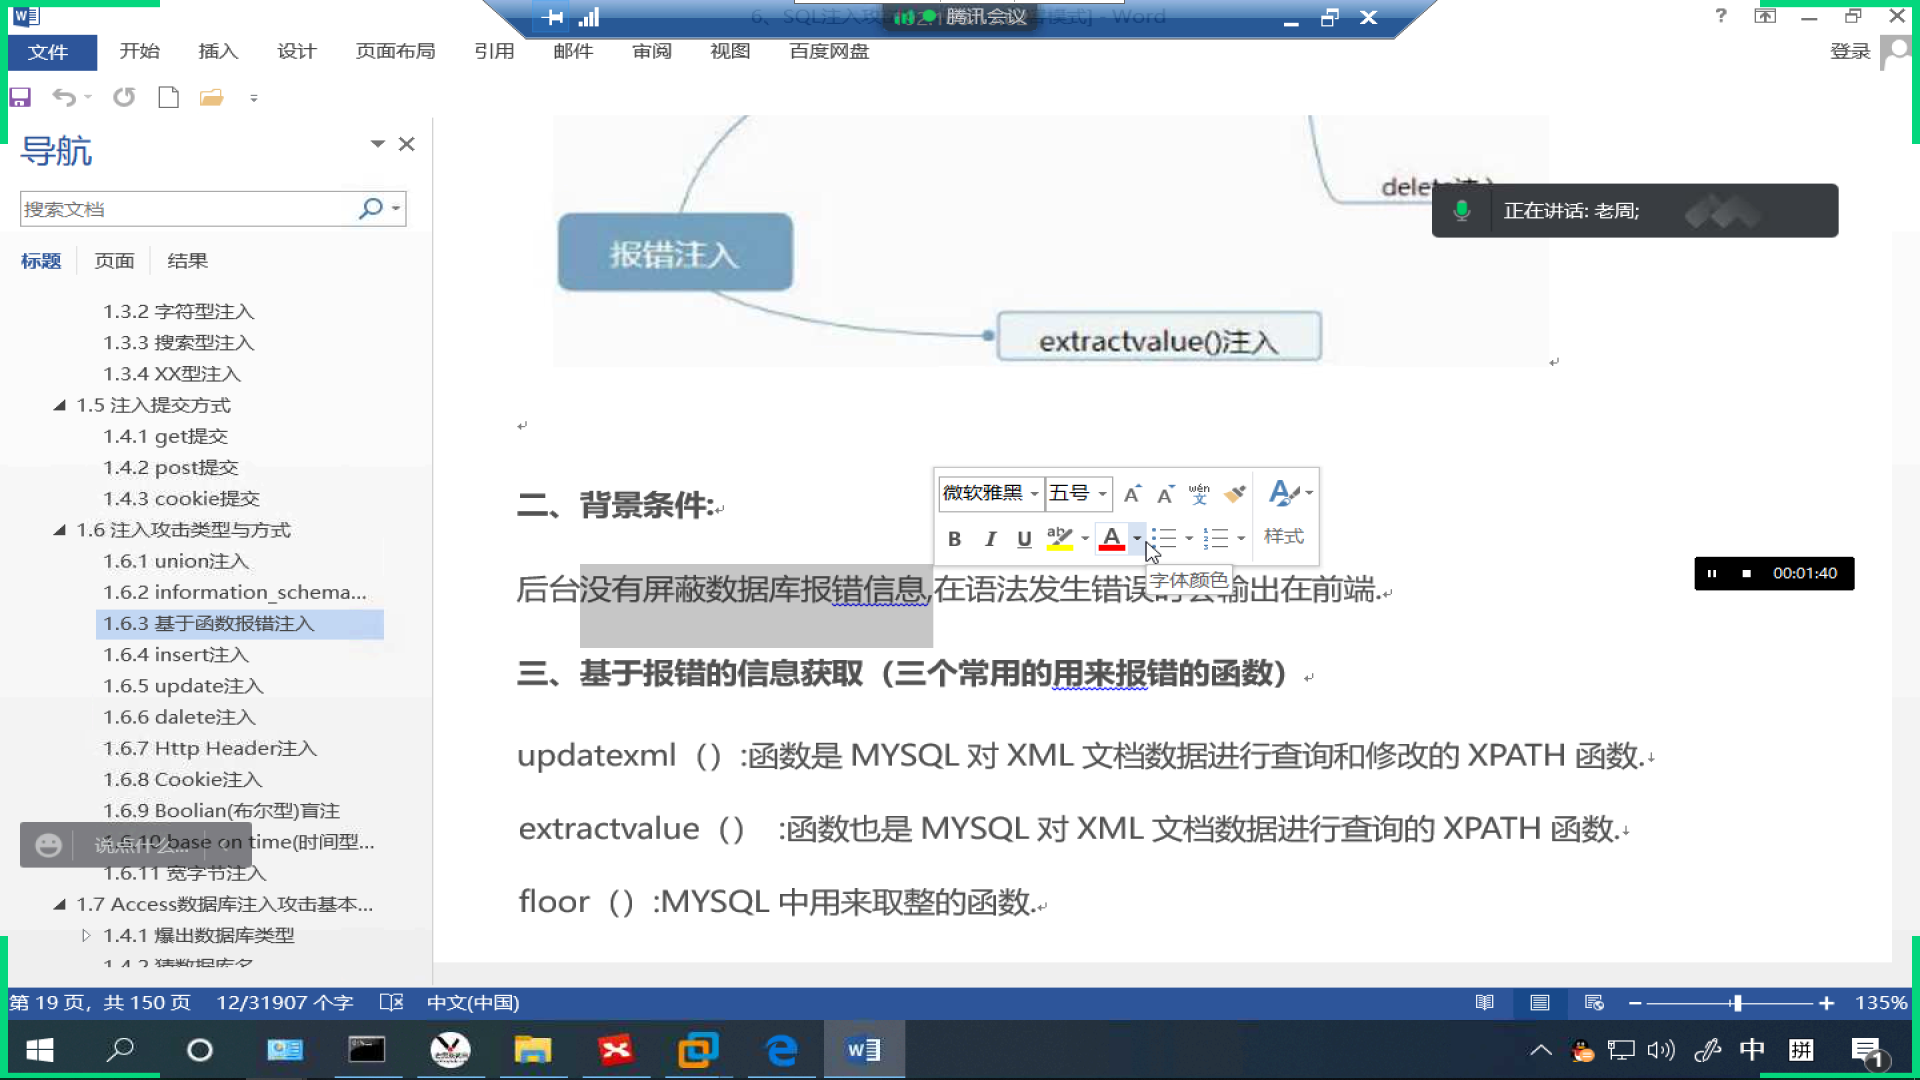 6、SQL注入攻
腾讯会议
模式] - Word
文件
开始
插入
设计
页面布局
引用
邮件
审阅
视图
百度网盘
登录
导航
搜索文档
标题
页面
结果
1.3.2 字符型注入
1.3.3 搜索型注入
1.3.4 XX型注入
1.5 注入提交方式
1.4.1 get提交
1.4.2 post提交
1.4.3 cookie提交
1.6 注入攻击类型与方式
1.6.1 union注入
1.6.2 information_schema...
1.6.3 基于函数报错注入
1.6.4 insert注入
1.6.5 update注入
1.6.6 dalete注入
1.6.7 Http Header注入
1.6.8 Cookie注入
1.6.9 Boolian(布尔型)盲注
1.6.10 base on time(时间型...
说点什么...
1.6.11 宽字节注入
1.7 Access数据库注入攻击基本...
1.4.1 爆出数据库类型
1.4.2 猜数据库名
正在讲话: 老周;
报错注入
extractvalue()注入
二、背景条件:
微软雅黑
五号
wén
文
B I U
样式
字体颜色
后台没有屏蔽数据库报错信息,在语法发生错误时会输出在前端.
00:01:40
三、基于报错的信息获取（三个常用的用来报错的函数）
updatexml（）:函数是 MYSQL 对 XML 文档数据进行查询和修改的 XPATH 函数.
extractvalue（） :函数也是 MYSQL 对 XML 文档数据进行查询的 XPATH 函数.
floor（）:MYSQL 中用来取整的函数.
第 19 页，共 150 页
12/31907 个字
中文(中国)
135%
中
拼
1